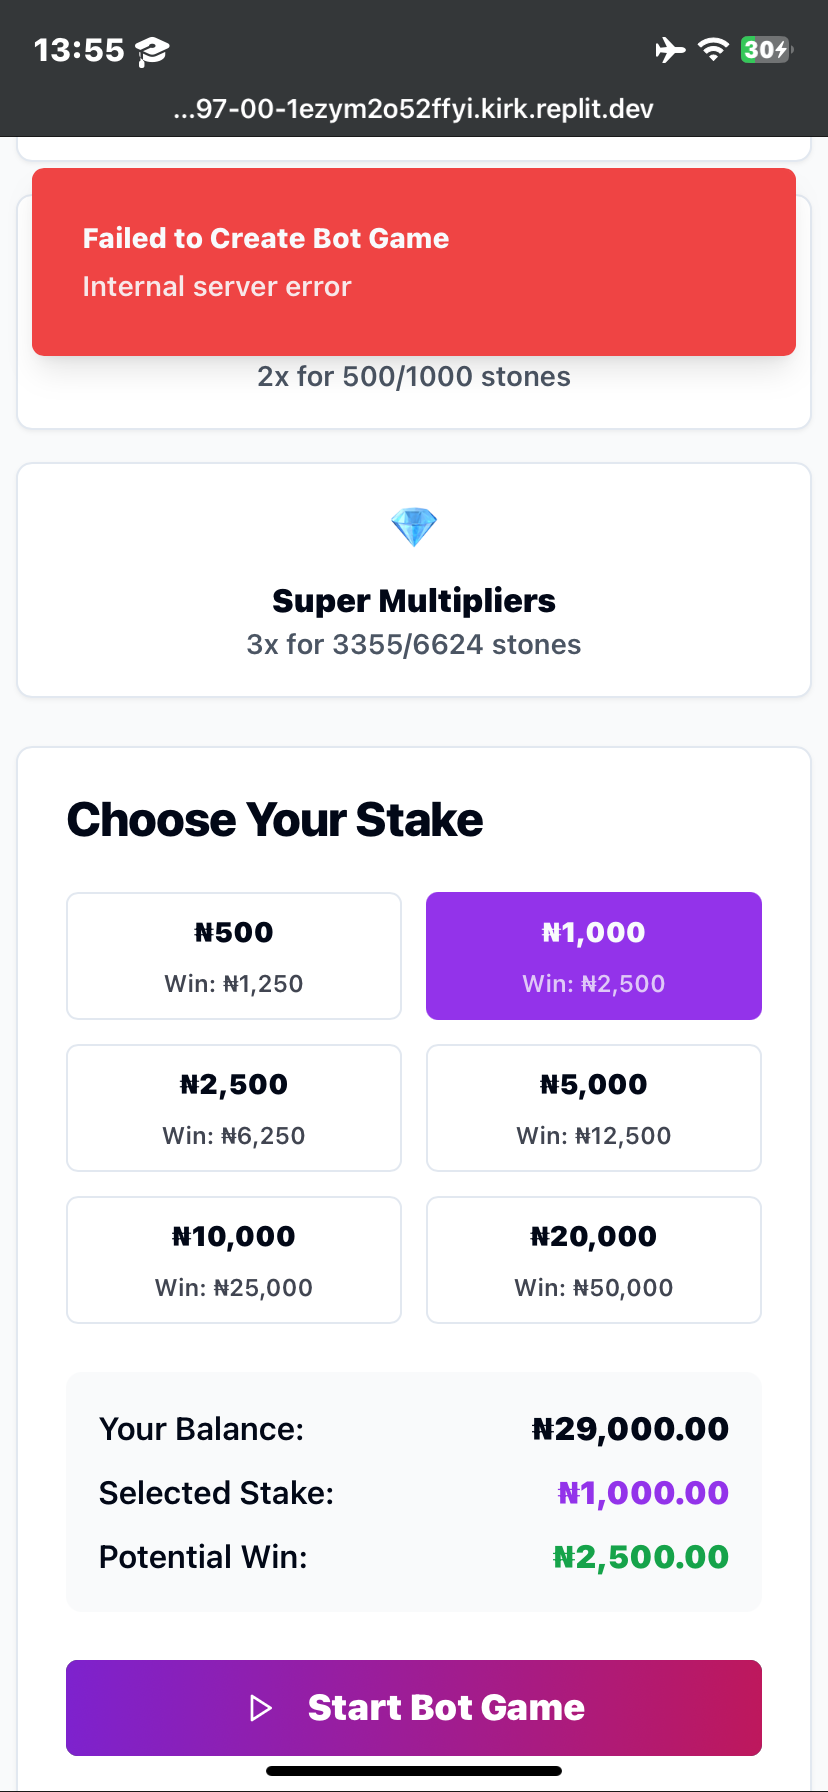 13:55
30
...97-00-1ezym2o52ffyi.kirk.replit.dev
Failed to Create Bot Game
Internal server error
2x for 500/1000 stones
Super Multipliers
3x for 3355/6624 stones
Choose Your Stake
₦500
Win: ₦1,250
₦1,000
Win: ₦2,500
₦2,500
Win: ₦6,250
₦5,000
Win: ₦12,500
₦10,000
Win: ₦25,000
₦20,000
Win: ₦50,000
Your Balance: ₦29,000.00
Selected Stake: ₦1,000.00
Potential Win: ₦2,500.00
Start Bot Game